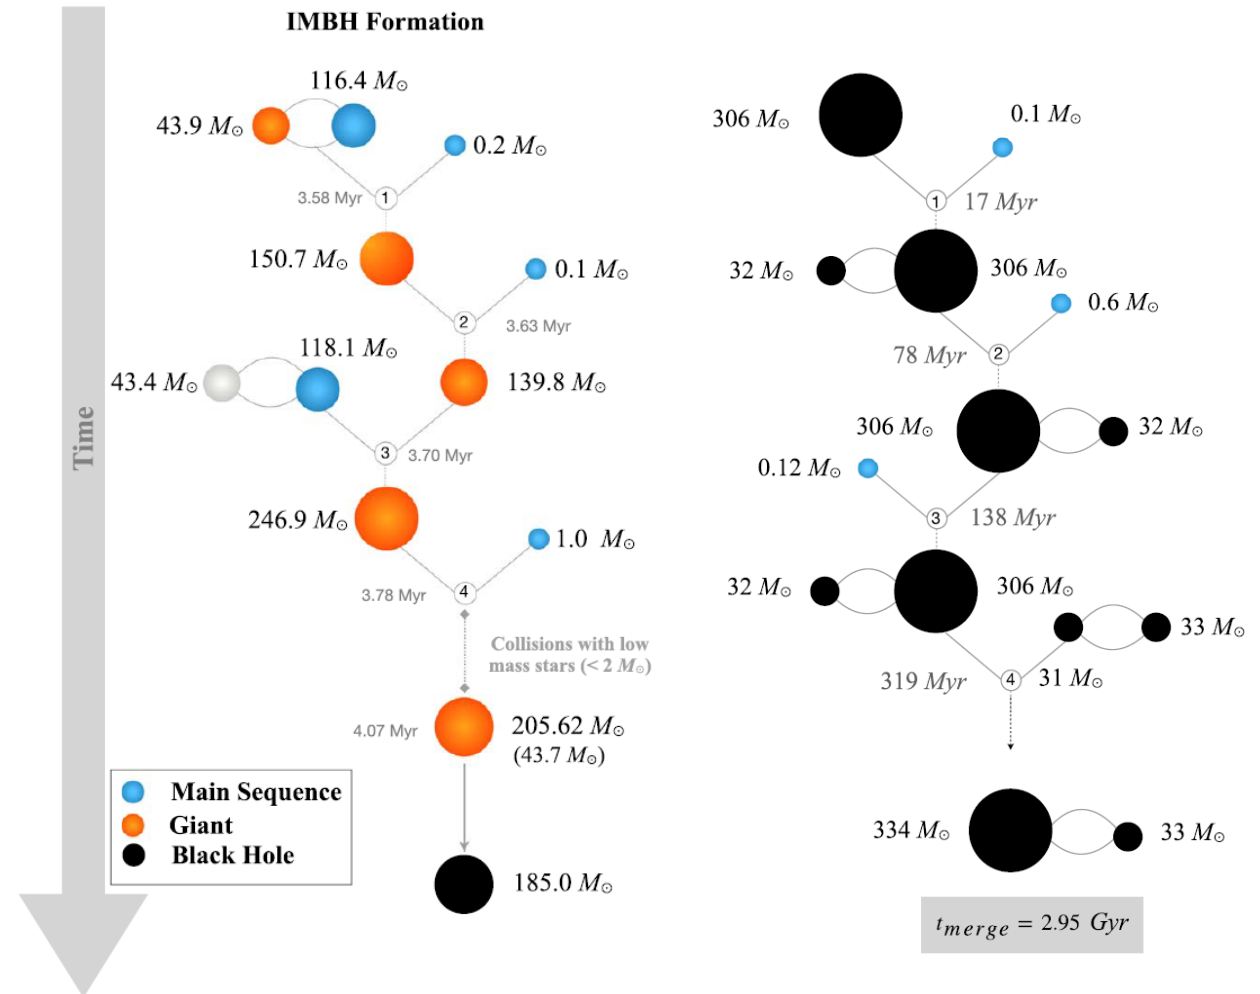 IMBH Formation
116.4 M⊙
43.9 M⊙
0.2 M⊙
3.58 Myr
1
150.7 M⊙
0.1 M⊙
2
3.63 Myr
118.1 M⊙
43.4 M⊙
139.8 M⊙
3
3.70 Myr
246.9 M⊙
1.0 M⊙
3.78 Myr
4
Collisions with low
mass stars (< 2 M⊙)
4.07 Myr
205.62 M⊙
(43.7 M⊙)
185.0 M⊙
Time
Main Sequence
Giant
Black Hole
306 M⊙
0.1 M⊙
1
17 Myr
32 M⊙
306 M⊙
0.6 M⊙
78 Myr
2
306 M⊙
32 M⊙
0.12 M⊙
3
138 Myr
32 M⊙
306 M⊙
33 M⊙
319 Myr
4
31 M⊙
334 M⊙
33 M⊙
tmerge = 2.95 Gyr